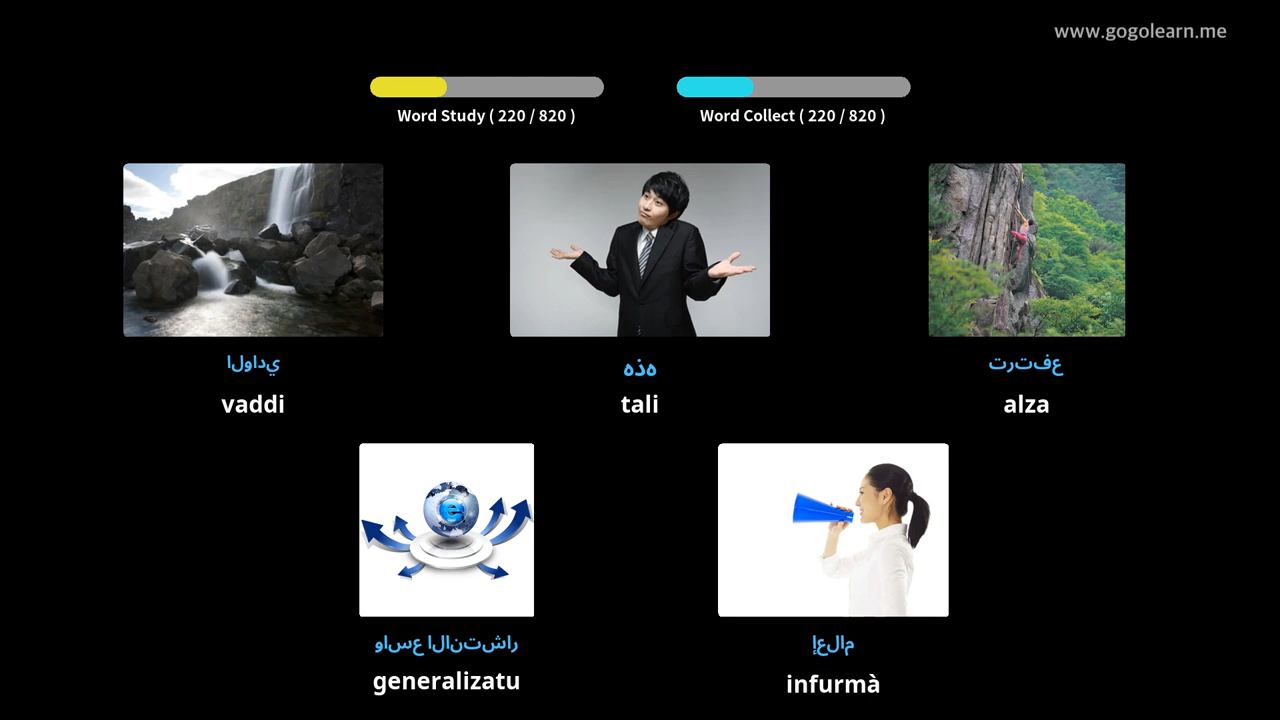 www.gogolearn.me
Word Study ( 220 / 820 )
Word Collect ( 220 / 820 )
الوادي
vaddi
هذه
tali
ترتفع
alza
واسع الانتشار
generalizatu
إعلام
infurmà